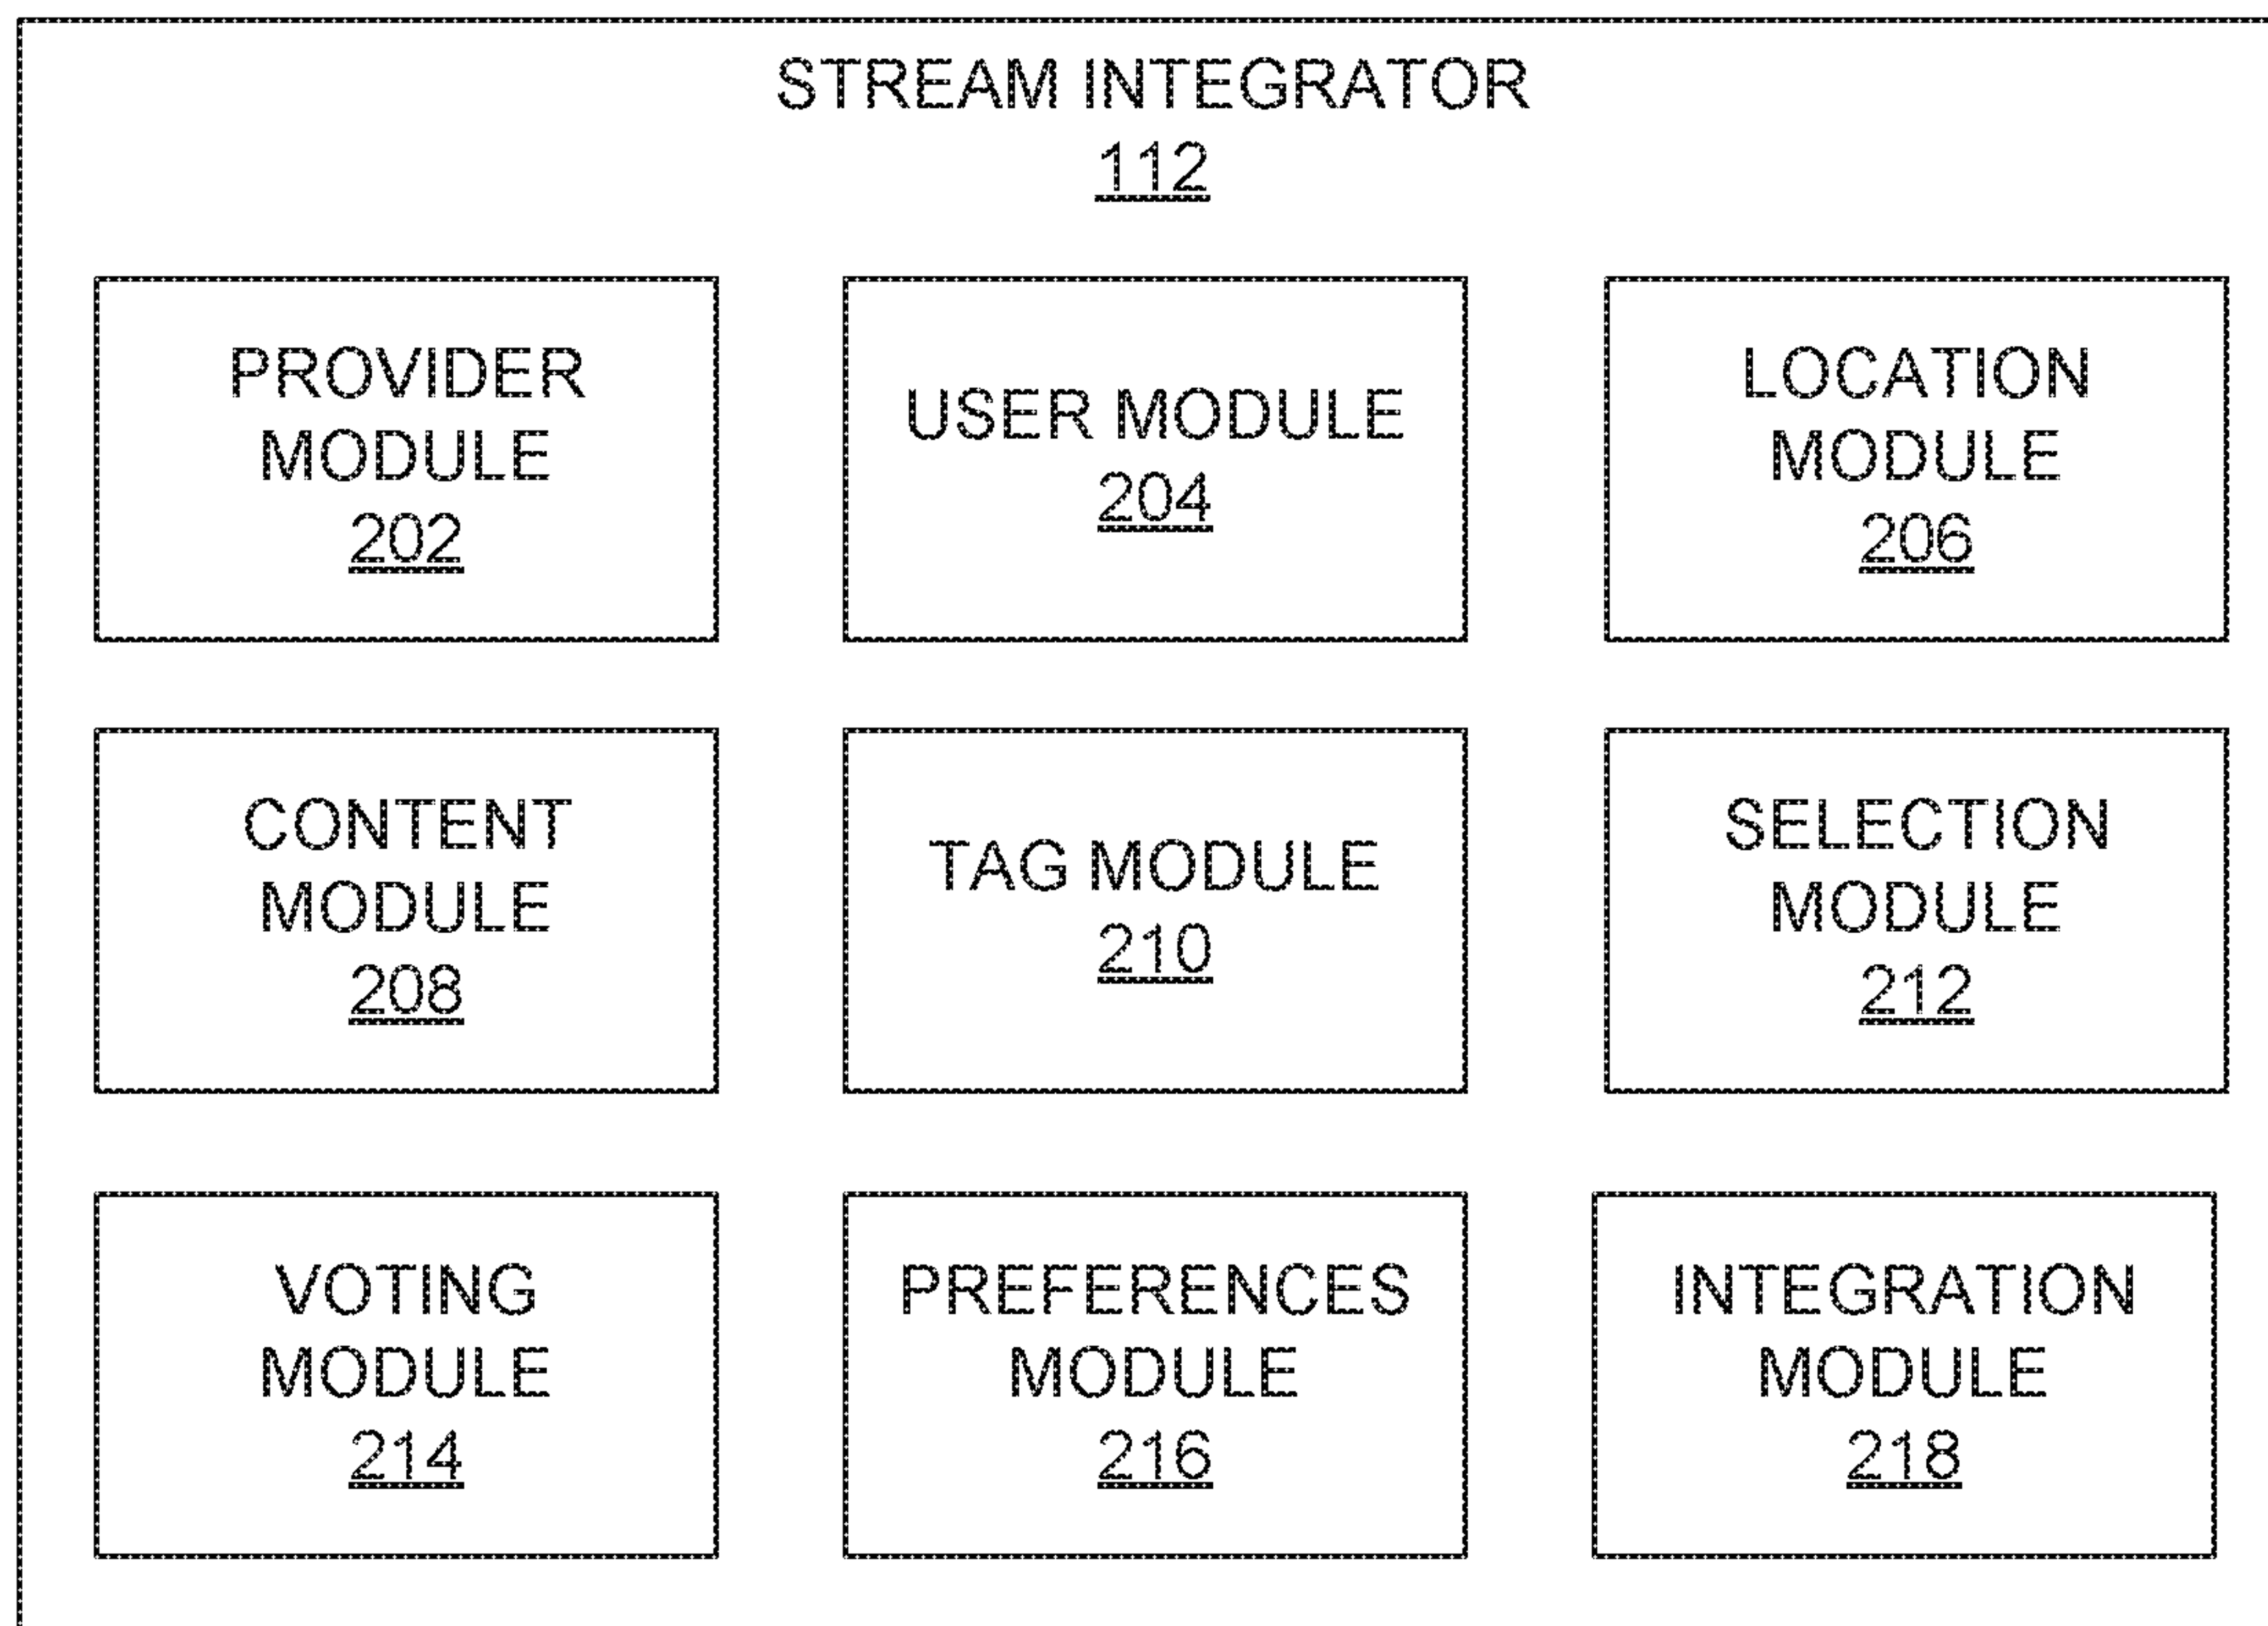 STREAM INTEGRATOR
112
PROVIDER
MODULE
202
USER MODULE
204
LOCATION
MODULE
206
CONTENT
MODULE
208
TAG MODULE
210
SELECTION
MODULE
212
VOTING
MODULE
214
PREFERENCES
MODULE
216
INTEGRATION
MODULE
218